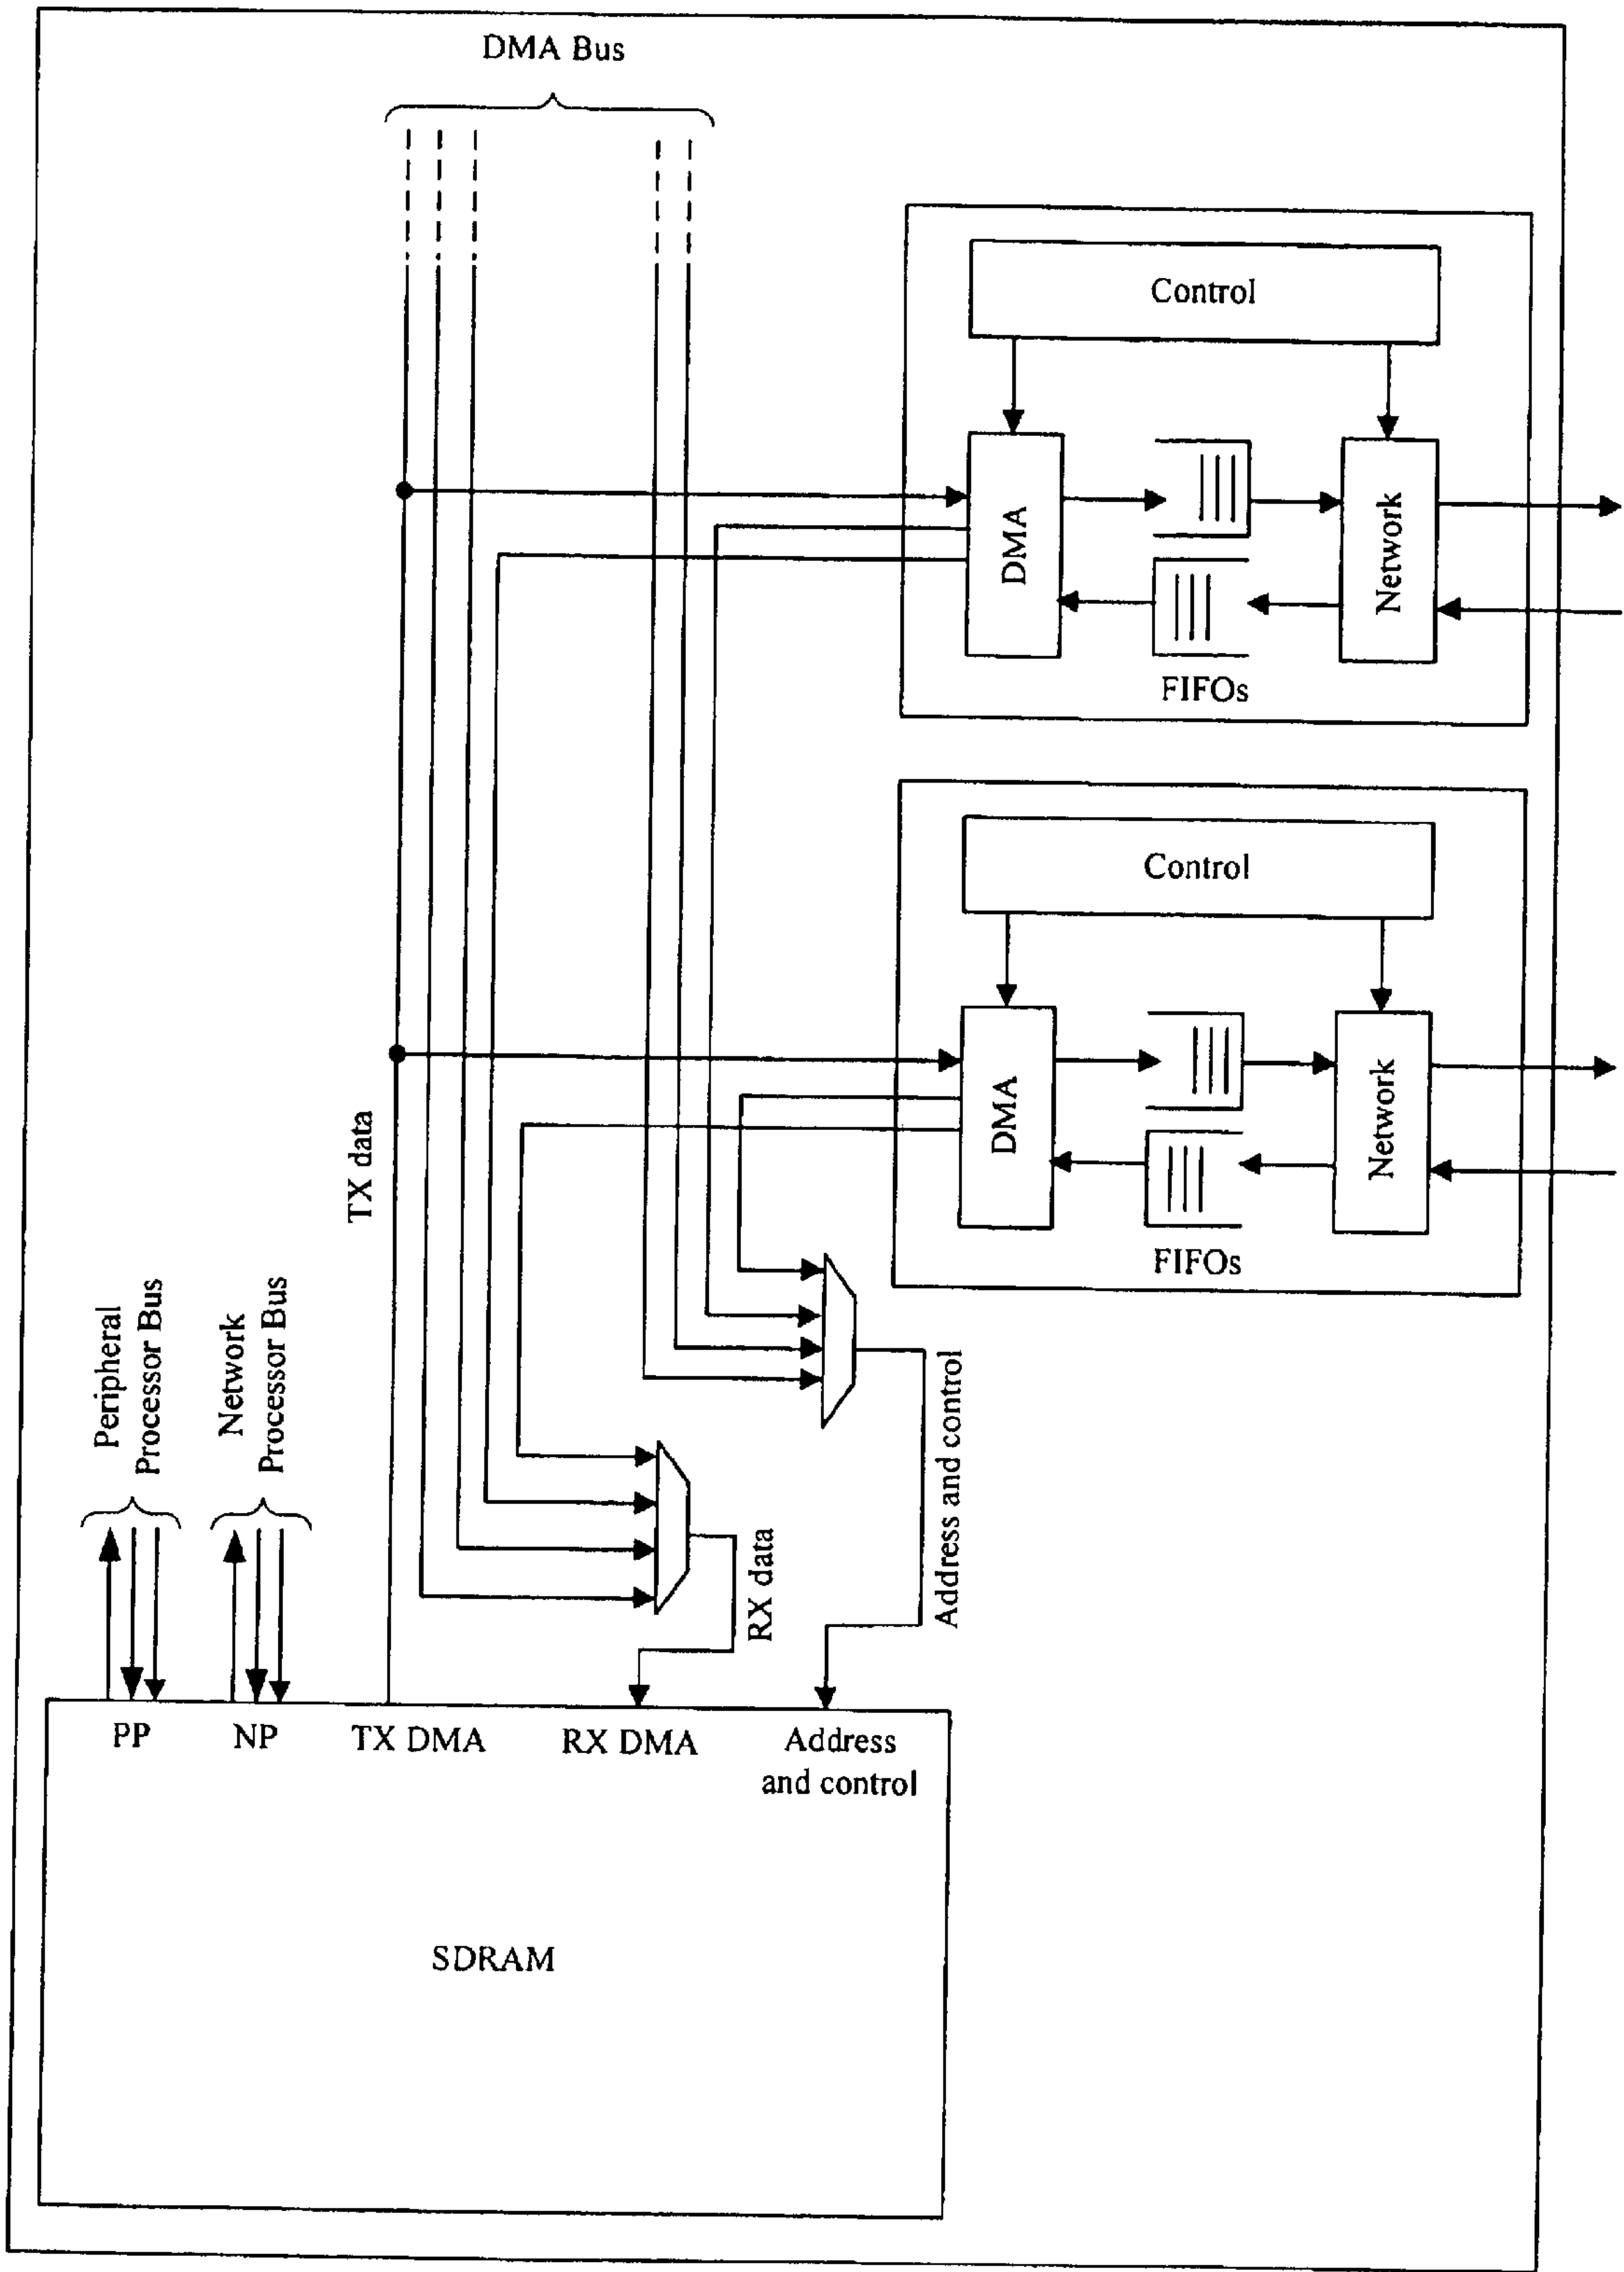 DMA Bus
Control
DMA
Network
FIFOs
Control
DMA
Network
FIFOs
TX data
Peripheral
Processor Bus
Network
Processor Bus
Address and control
RX data
PP
NP
TX DMA
RX DMA
Address
and control
SDRAM